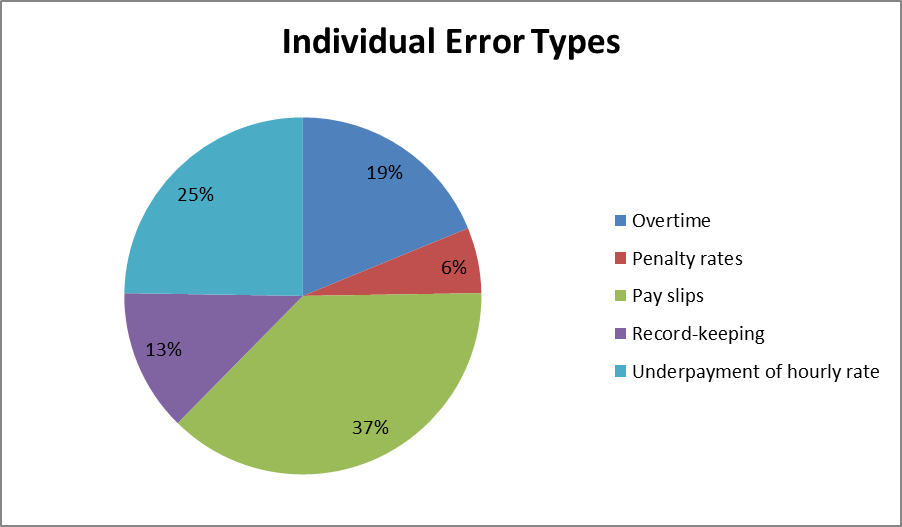 Individual Error Types
19%
6%
37%
13%
25%
Overtime
Penalty rates
Pay slips
Record-keeping
Underpayment of hourly rate